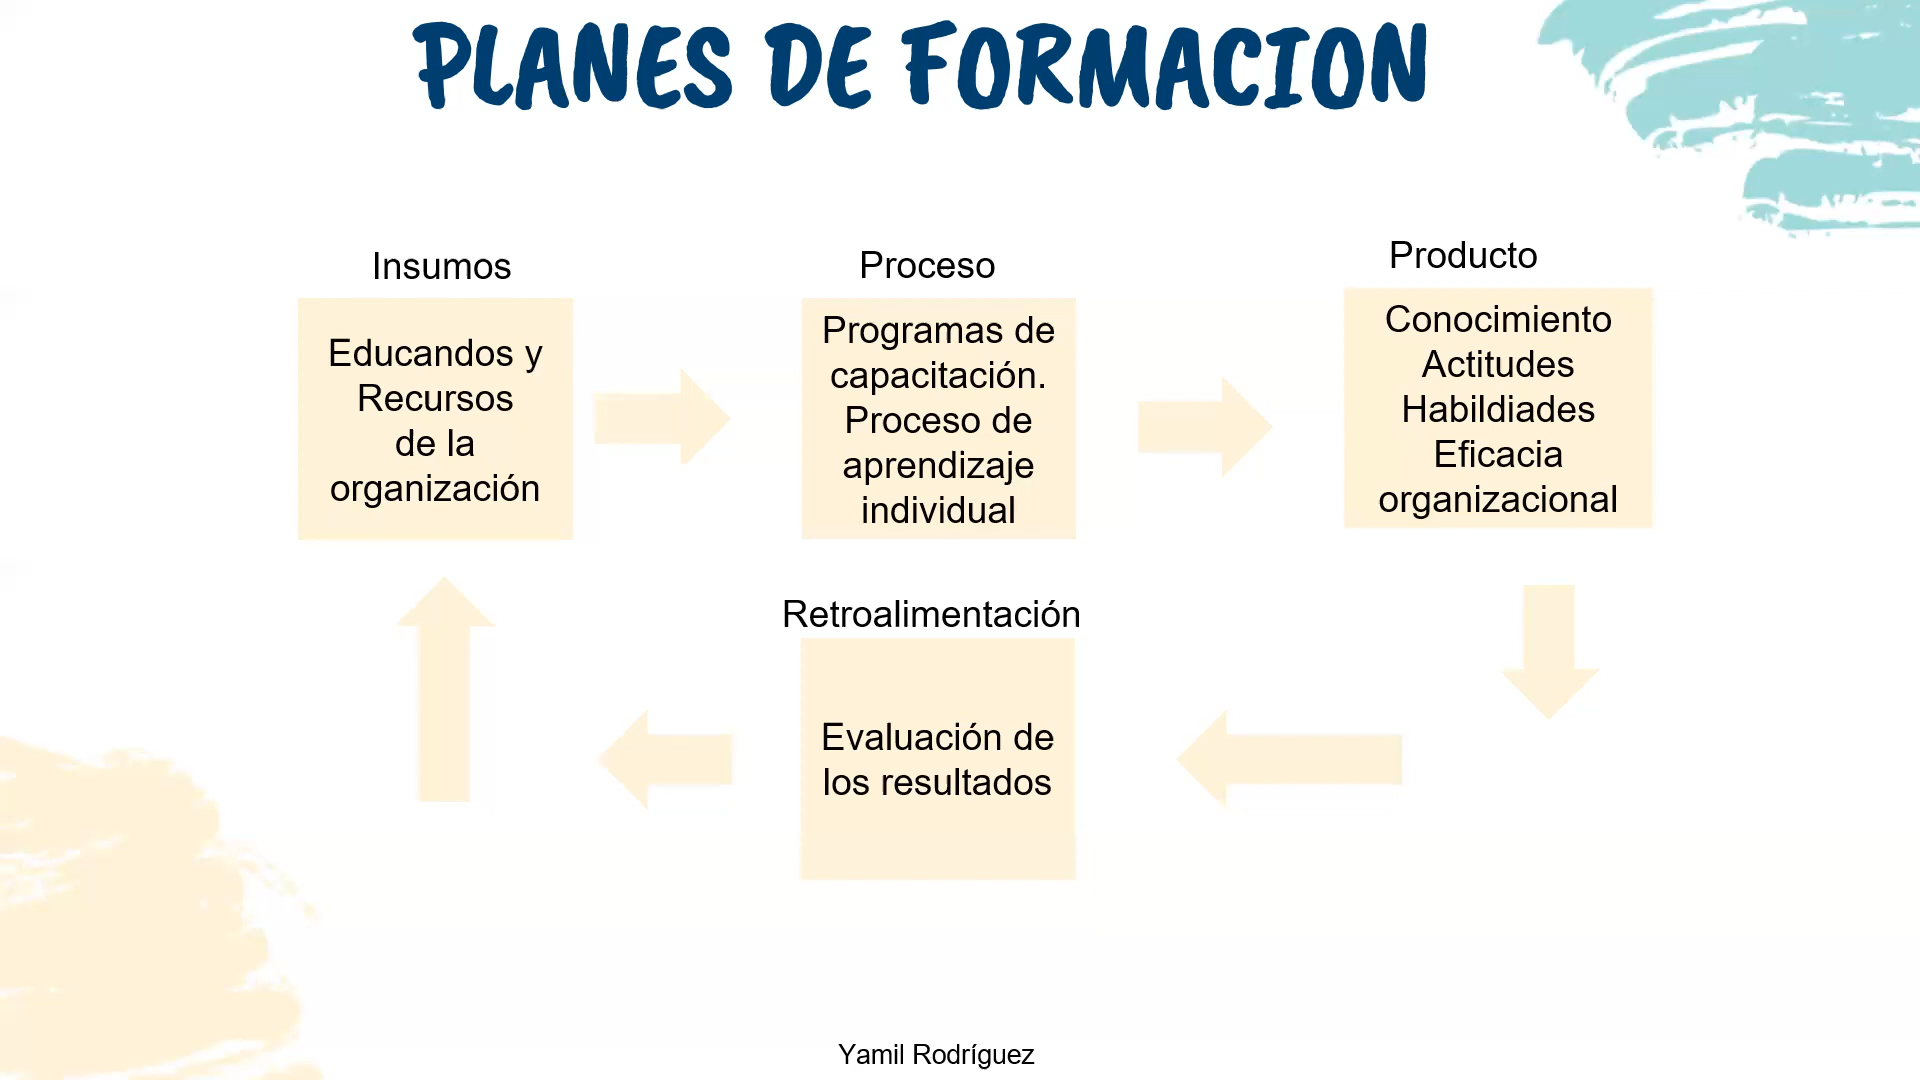 PLANES DE FORMACION
Insumos
Educandos y
Recursos
de la
organización
Proceso
Programas de
capacitación.
Proceso de
aprendizaje
individual
Producto
Conocimiento
Actitudes
Habildiades
Eficacia
organizacional
Retroalimentación
Evaluación de
los resultados
Yamil Rodríguez